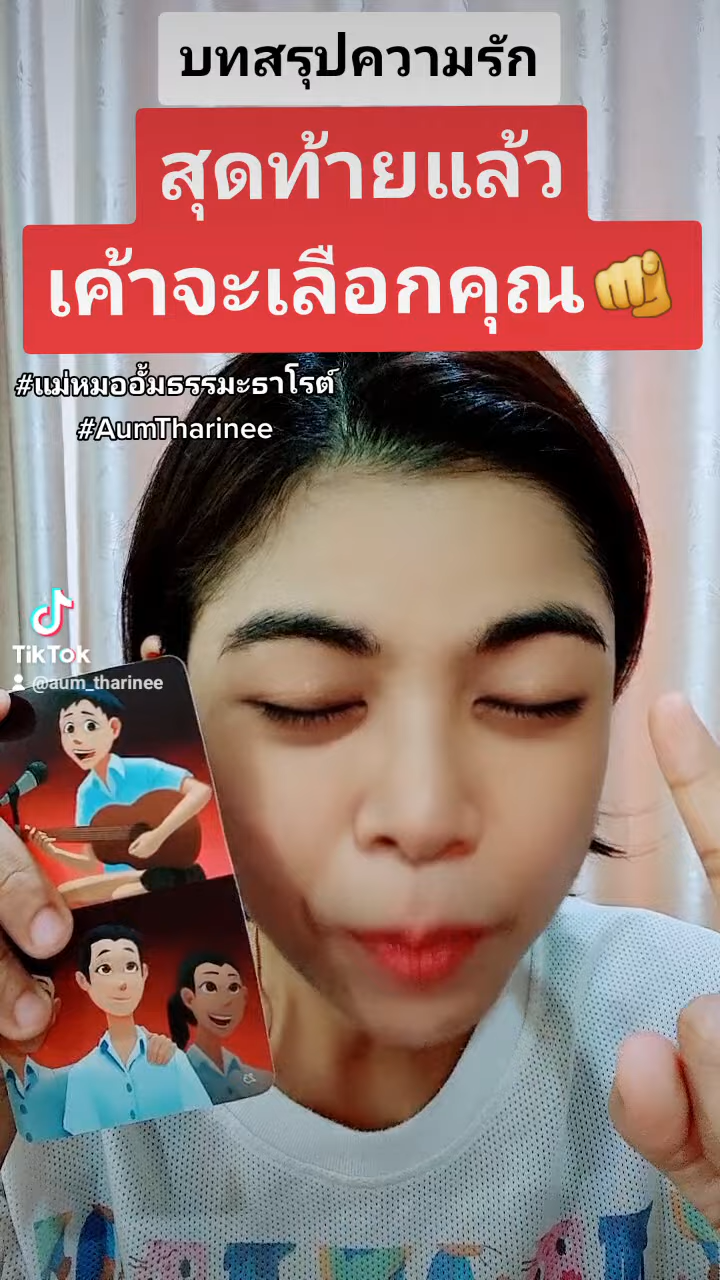 บทสรุปความรัก
สุดท้ายแล้ว
เค้าจะเลือกคุณ🫵
#แม่หมออั้มธรรมะธาโรต์
#AumTharinee
TikTok
@aum_tharinee